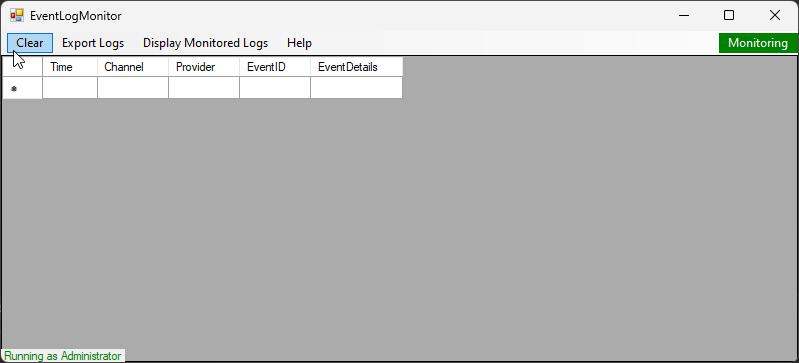 EventLogMonitor
Clear Export Logs Display Monitored Logs Help Monitoring
Time Channel Provider EventID EventDetails
Running as Administrator